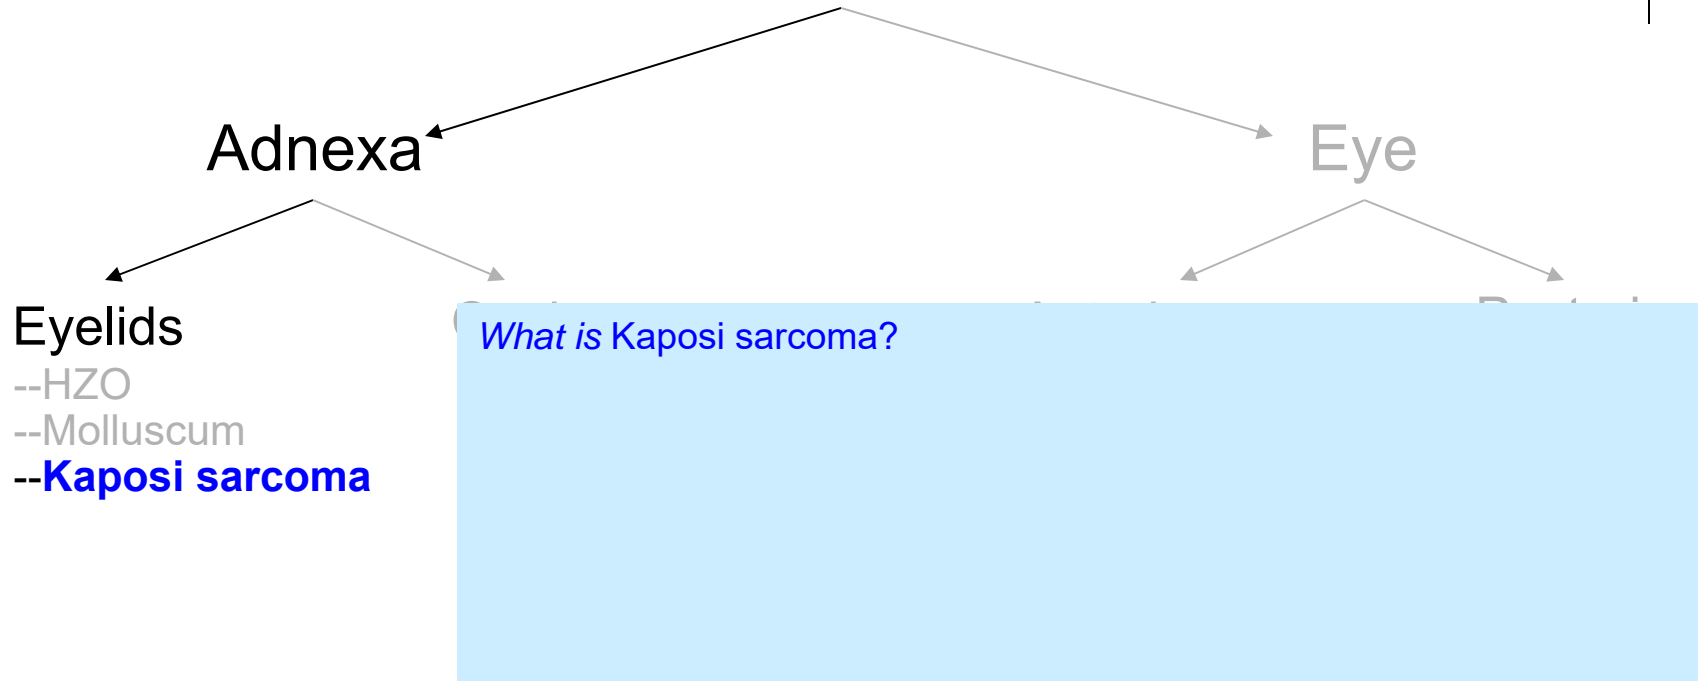 Adnexa
Eye
Eyelids
--HZO
--Molluscum
--Kaposi sarcoma
What is Kaposi sarcoma?